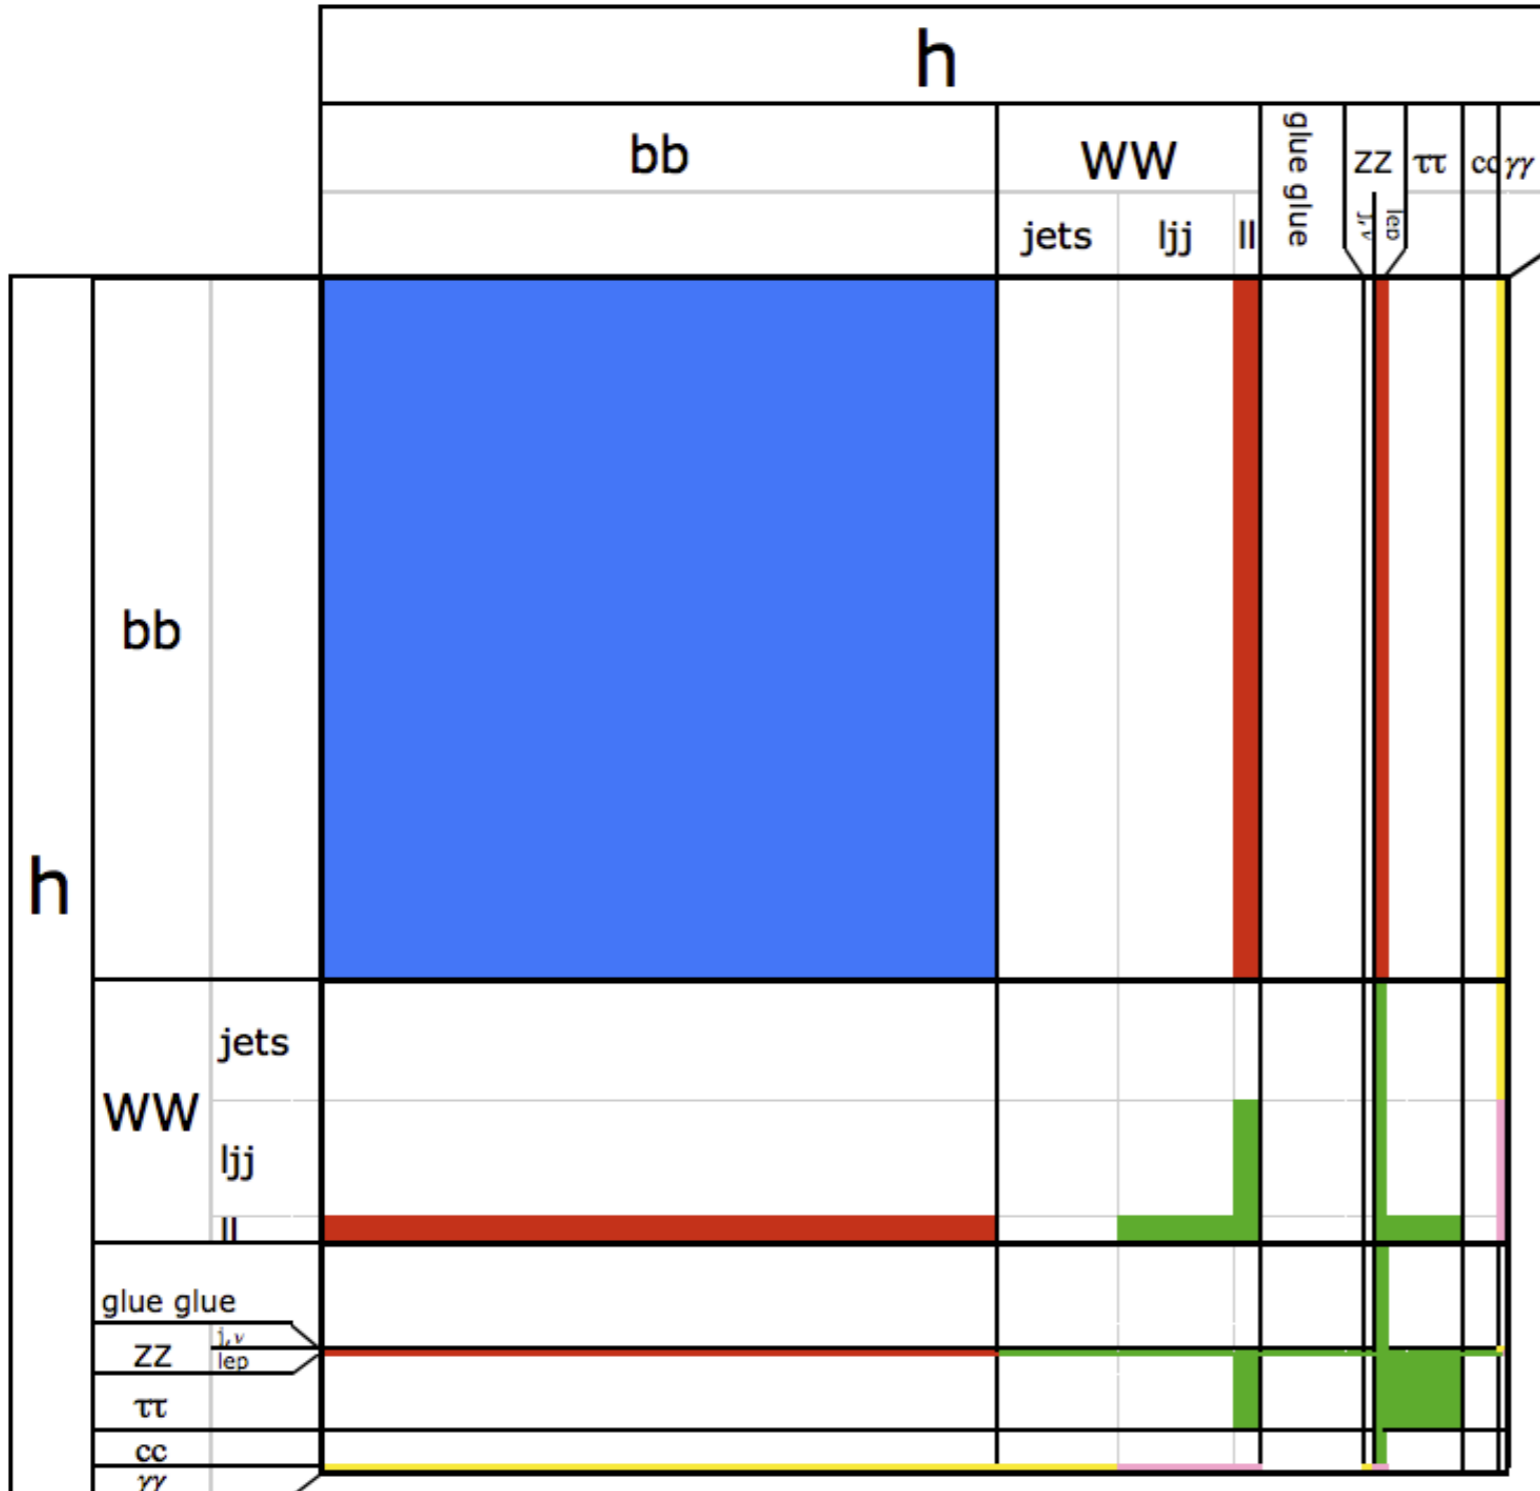 h
bb WW glue glue ZZ ττ cc γγ
jets ljj ll j,ν lep
h
bb
WW
jets
ljj
ll
glue glue
ZZ
j,ν
lep
ττ
cc
γγ